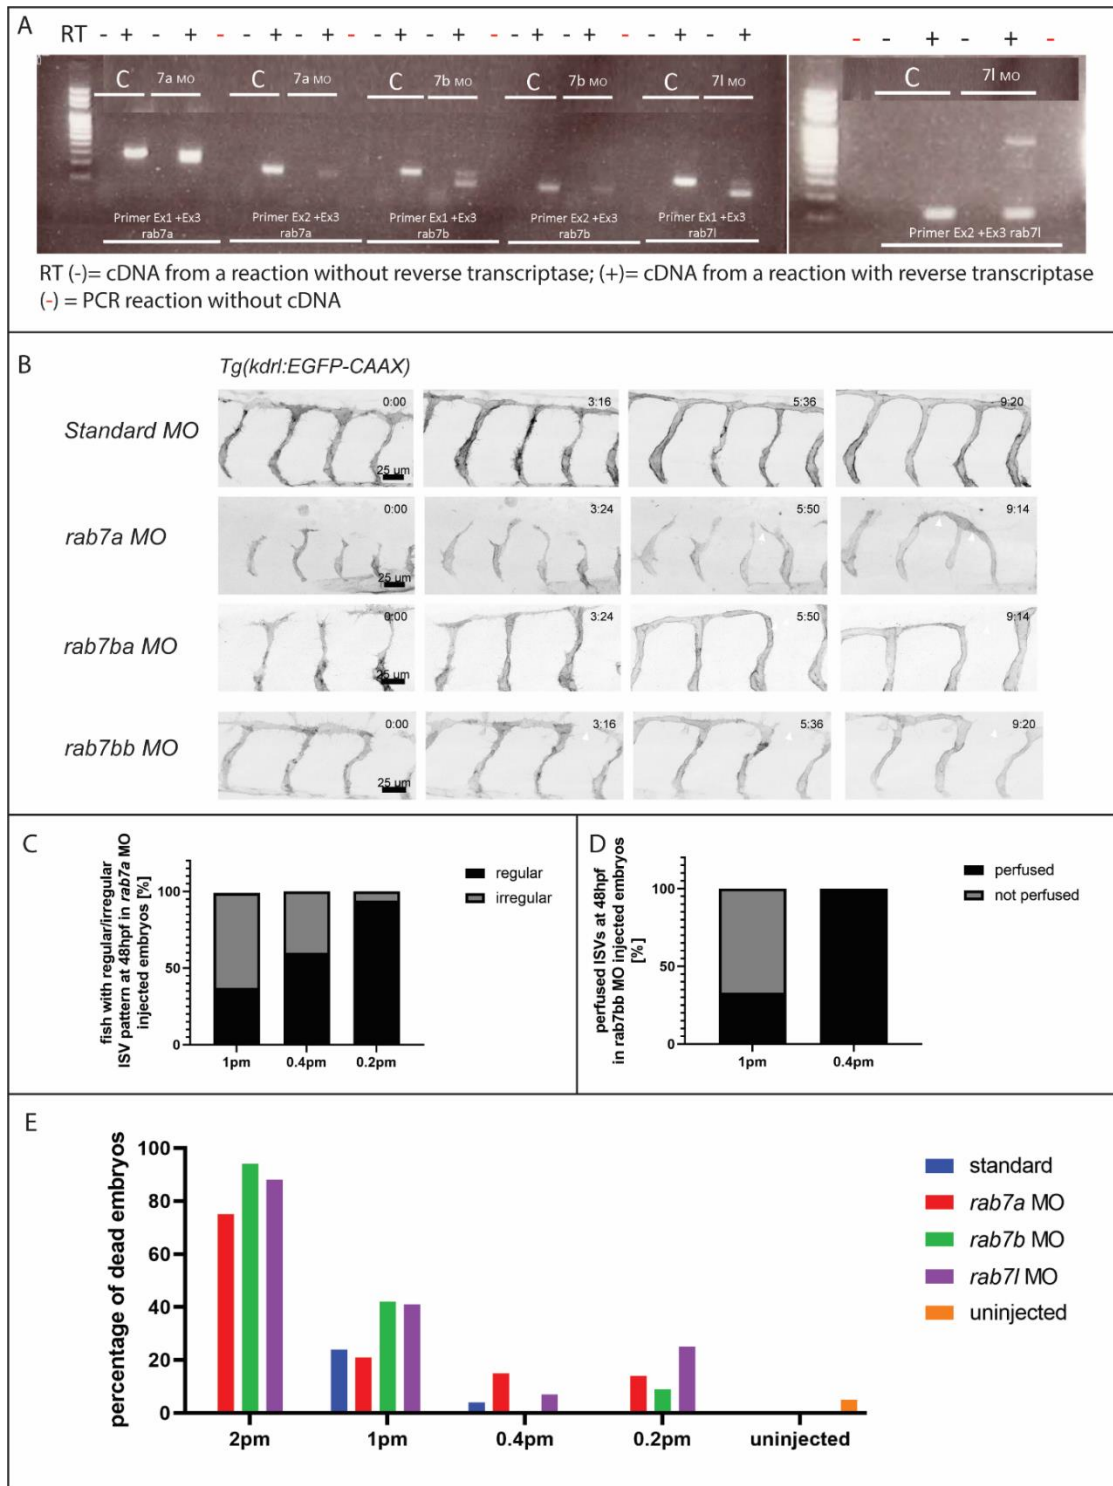 A
RT - + - + - - + - + - - + - + - - + - + - - + - +
- - + - + -
C 7a MO C 7a MO C 7b MO C 7b MO C 7l MO
C 7l MO
Primer Ex1 +Ex3
rab7a
Primer Ex2 +Ex3
rab7a
Primer Ex1 +Ex3
rab7b
Primer Ex2 +Ex3
rab7b
Primer Ex1 +Ex3
rab7l
Primer Ex2 +Ex3 rab7l
RT (-)= cDNA from a reaction without reverse transcriptase; (+)= cDNA from a reaction with reverse transcriptase
(-) = PCR reaction without cDNA
B
Tg(kdrl:EGFP-CAAX)
Standard MO
0:00 3:16 5:36 9:20
25 um
rab7a MO
0:00 3:24 5:50 9:14
25 um
rab7ba MO
0:00 3:24 5:50 9:14
25 um
rab7bb MO
0:00 3:16 5:36 9:20
25 um
C
fish with regular/irregular
ISV pattern at 48hpf in rab7a MO
injected embryos [%]
100
50
0
1pm 0.4pm 0.2pm
regular
irregular
D
perfused ISVs at 48hpf
in rab7bb MO injected embryos
[%]
100
50
0
1pm 0.4pm
perfused
not perfused
E
percentage of dead embryos
100
80
60
40
20
0
2pm 1pm 0.4pm 0.2pm uninjected
standard
rab7a MO
rab7b MO
rab7l MO
uninjected